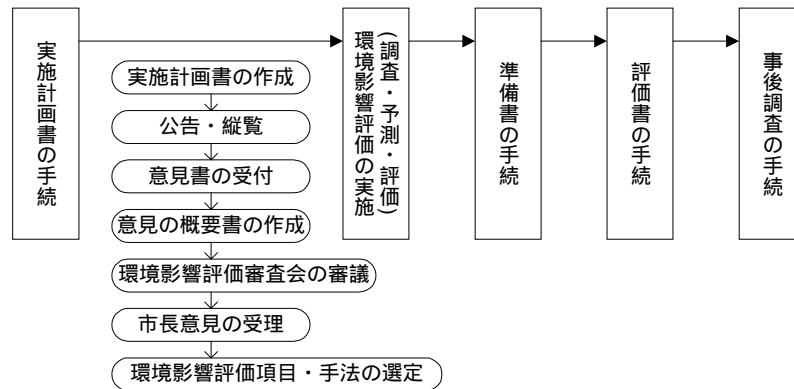 実施計画書の手続
実施計画書の作成
公告・縦覧
意見書の受付
意見の概要書の作成
環境影響評価審査会の審議
市長意見の受理
環境影響評価項目・手法の選定
環境影響評価の実施
(調査・予測・評価)
準備書の手続
評価書の手続
事後調査の手続